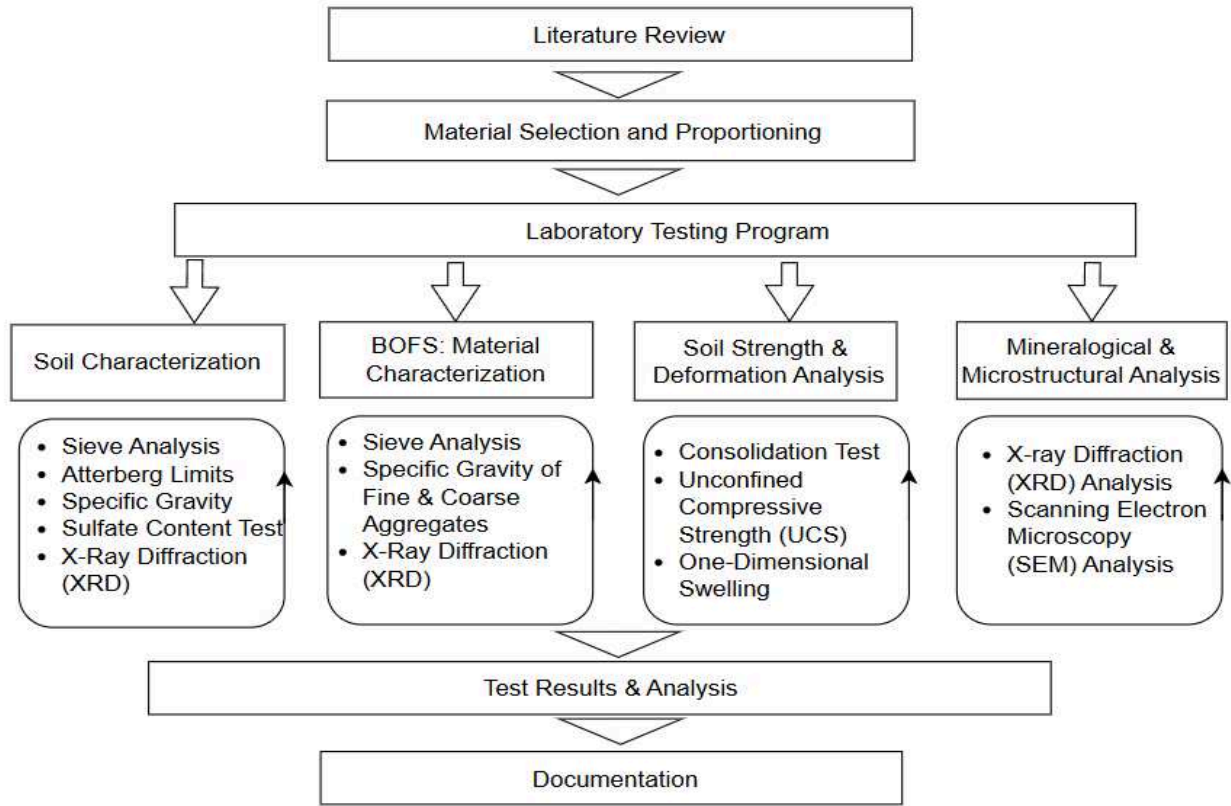 Literature Review
Material Selection and Proportioning
Laboratory Testing Program
Soil Characterization
BOFS: Material
Characterization
Soil Strength &
Deformation Analysis
Mineralogical &
Microstructural Analysis
• Sieve Analysis
• Atterberg Limits
• Specific Gravity
• Sulfate Content Test
• X-Ray Diffraction
(XRD)
• Sieve Analysis
• Specific Gravity of
Fine & Coarse
Aggregates
• X-Ray Diffraction
(XRD)
• Consolidation Test
• Unconfined
Compressive
Strength (UCS)
• One-Dimensional
Swelling
• X-ray Diffraction
(XRD) Analysis
• Scanning Electron
Microscopy
(SEM) Analysis
Test Results & Analysis
Documentation